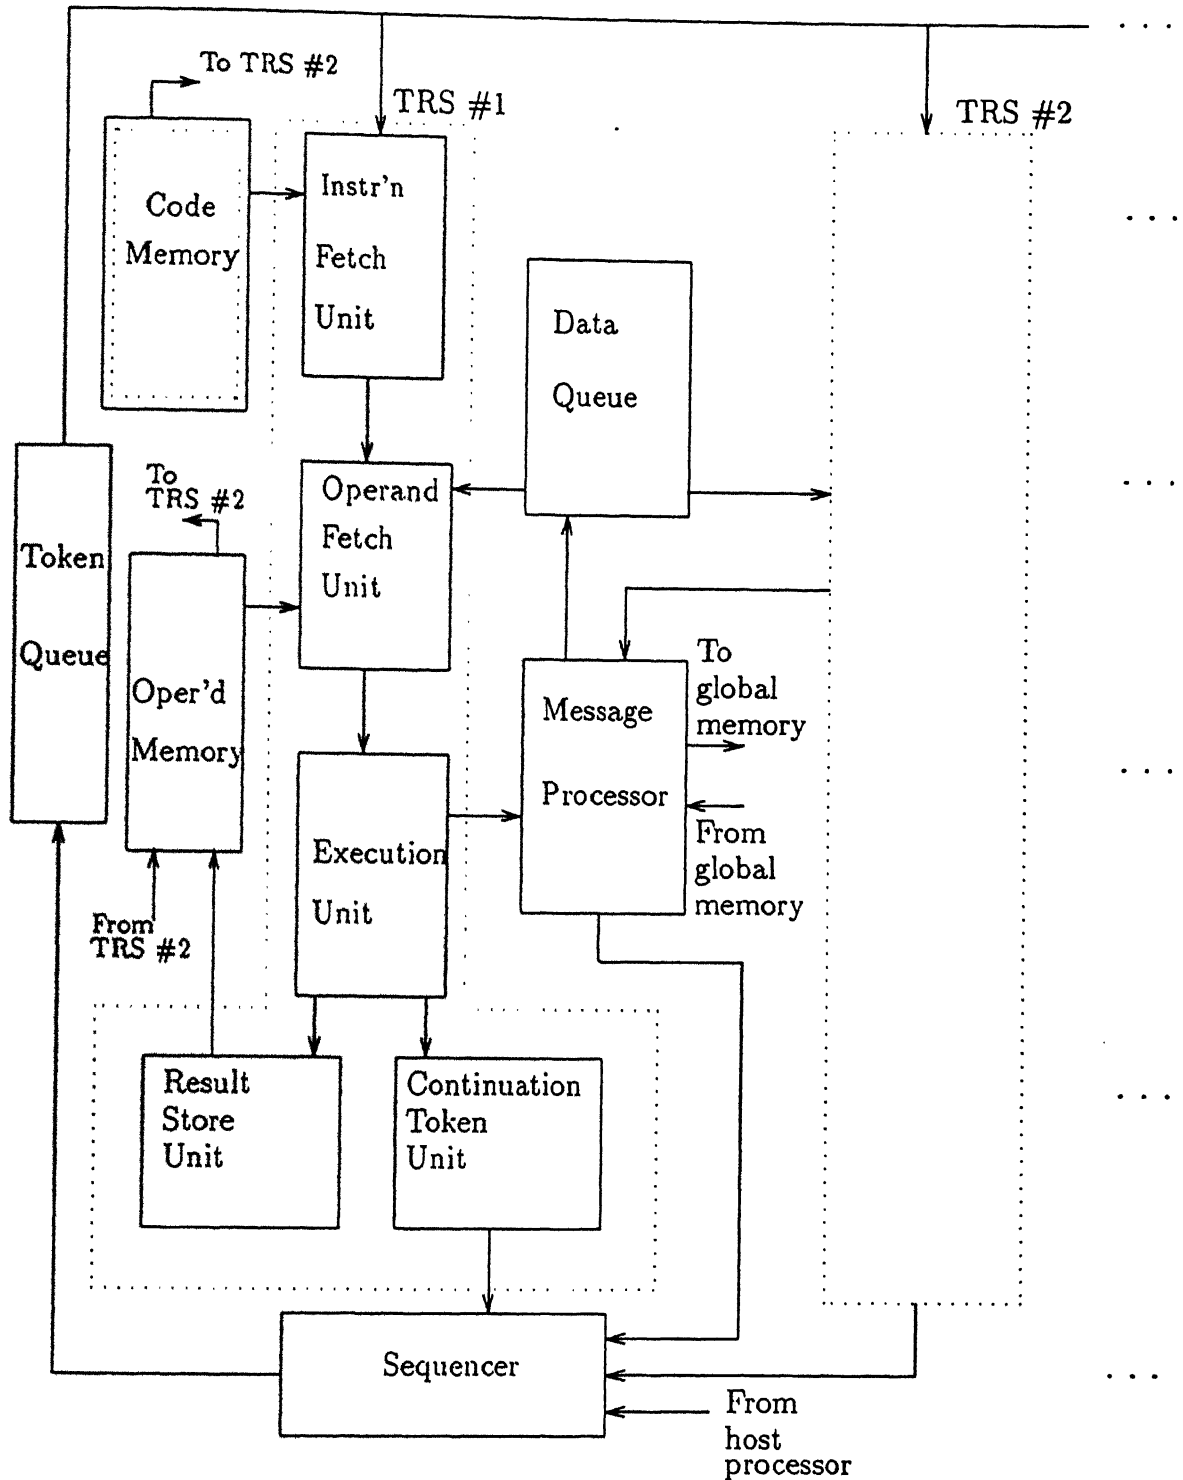 . . .
To TRS #2
TRS #1
TRS #2
Code
Memory
Instr'n
Fetch
Unit
. . .
Data
Queue
To
TRS #2
Operand
Fetch
Unit
. . .
Token
Queue
Oper'd
Memory
To
global
memory
Message
Processor
. . .
From
global
memory
Execution
Unit
From
TRS #2
Result
Store
Unit
Continuation
Token
Unit
. . .
Sequencer
. . .
From
host
processor